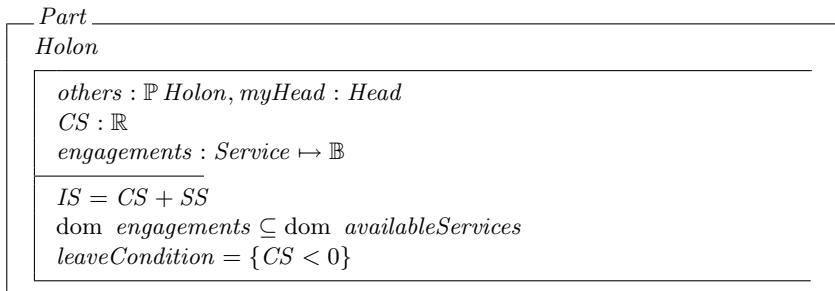 Part
Holon
others : ℙ Holon, myHead : Head
CS : ℝ
engagements : Service ↦ 𝔹
IS = CS + SS
dom engagements ⊆ dom availableServices
leaveCondition = {CS < 0}